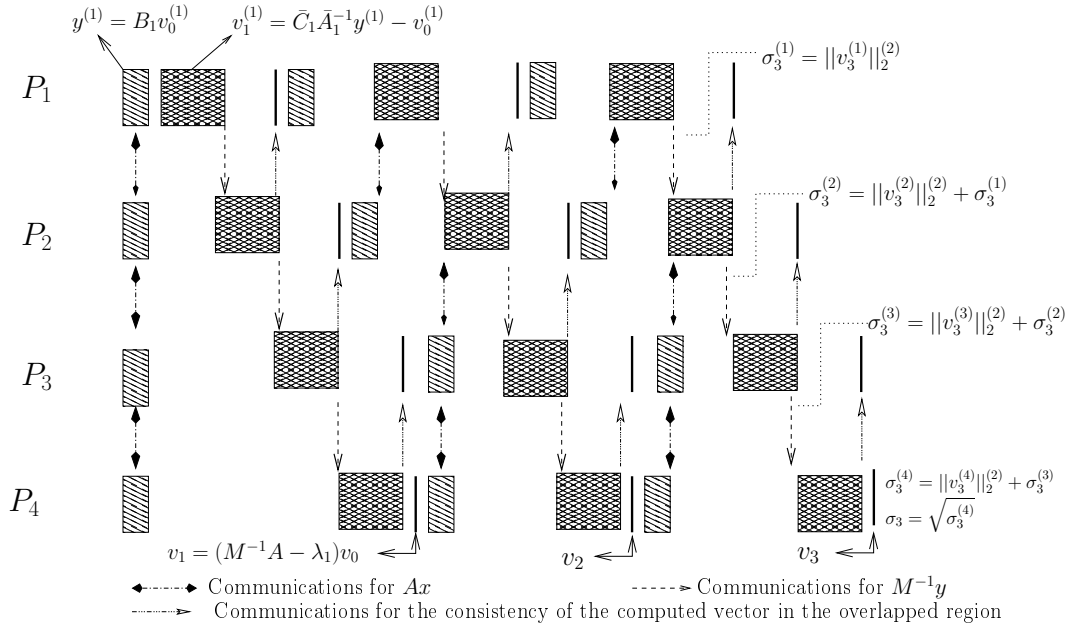 y^{(1)} = B_1 v_0^{(1)}
v_1^{(1)} = \bar{C}_1 \bar{A}_1^{-1} y^{(1)} − v_0^{(1)}
σ_3^{(1)} = ||v_3^{(1)}||_2^{(2)}
P_1
σ_3^{(2)} = ||v_3^{(2)}||_2^{(2)} + σ_3^{(1)}
P_2
σ_3^{(3)} = ||v_3^{(3)}||_2^{(2)} + σ_3^{(2)}
P_3
σ_3^{(4)} = ||v_3^{(4)}||_2^{(2)} + σ_3^{(3)}
P_4
σ_3 = \sqrt{σ_3^{(4)}}
v_1 = (M^{-1}A − λ_1)v_0
v_2
v_3
Communications for Ax
Communications for M^{-1}y
Communications for the consistency of the computed vector in the overlapped region